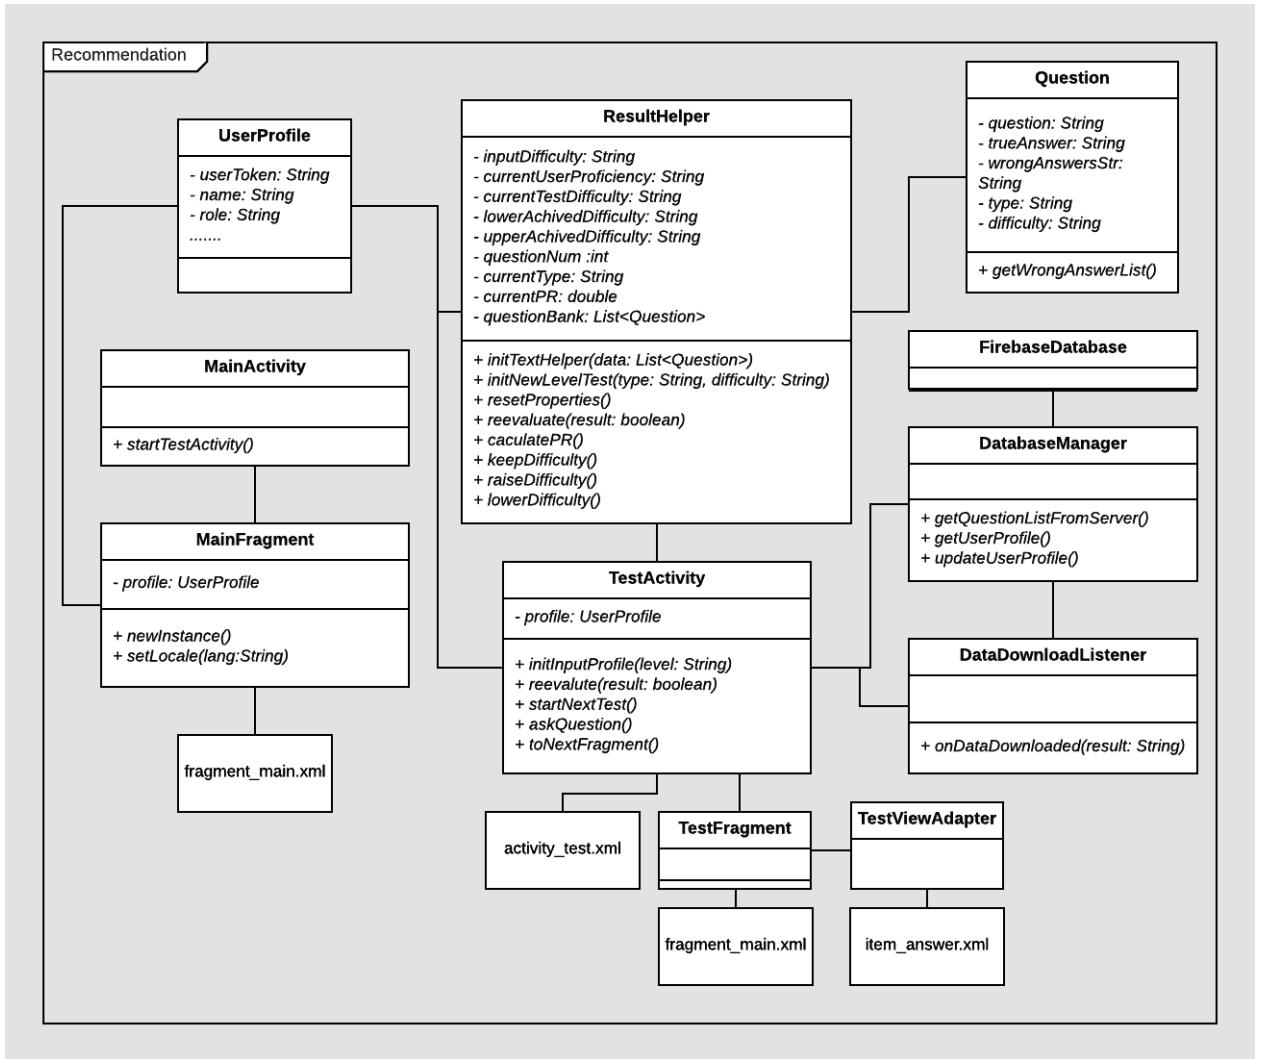 Recommendation
UserProfile
- userToken: String
- name: String
- role: String
.......
ResultHelper
- inputDifficulty: String
- currentUserProficiency: String
- currentTestDifficulty: String
- lowerAchivedDifficulty: String
- upperAchivedDifficulty: String
- questionNum :int
- currentType: String
- currentPR: double
- questionBank: List<Question>
+ initTextHelper(data: List<Question>)
+ initNewLevelTest(type: String, difficulty: String)
+ resetProperties()
+ reevaluate(result: boolean)
+ caculatePR()
+ keepDifficulty()
+ raiseDifficulty()
+ lowerDifficulty()
Question
- question: String
- trueAnswer: String
- wrongAnswersStr:
String
- type: String
- difficulty: String
+ getWrongAnswerList()
MainActivity
+ startTestActivity()
FirebaseDatabase
DatabaseManager
+ getQuestionListFromServer()
+ getUserProfile()
+ updateUserProfile()
MainFragment
- profile: UserProfile
+ newInstance()
+ setLocale(lang:String)
TestActivity
- profile: UserProfile
+ initInputProfile(level: String)
+ reevalute(result: boolean)
+ startNextTest()
+ askQuestion()
+ toNextFragment()
DataDownloadListener
+ onDataDownloaded(result: String)
fragment_main.xml
activity_test.xml
TestFragment
TestViewAdapter
fragment_main.xml
item_answer.xml